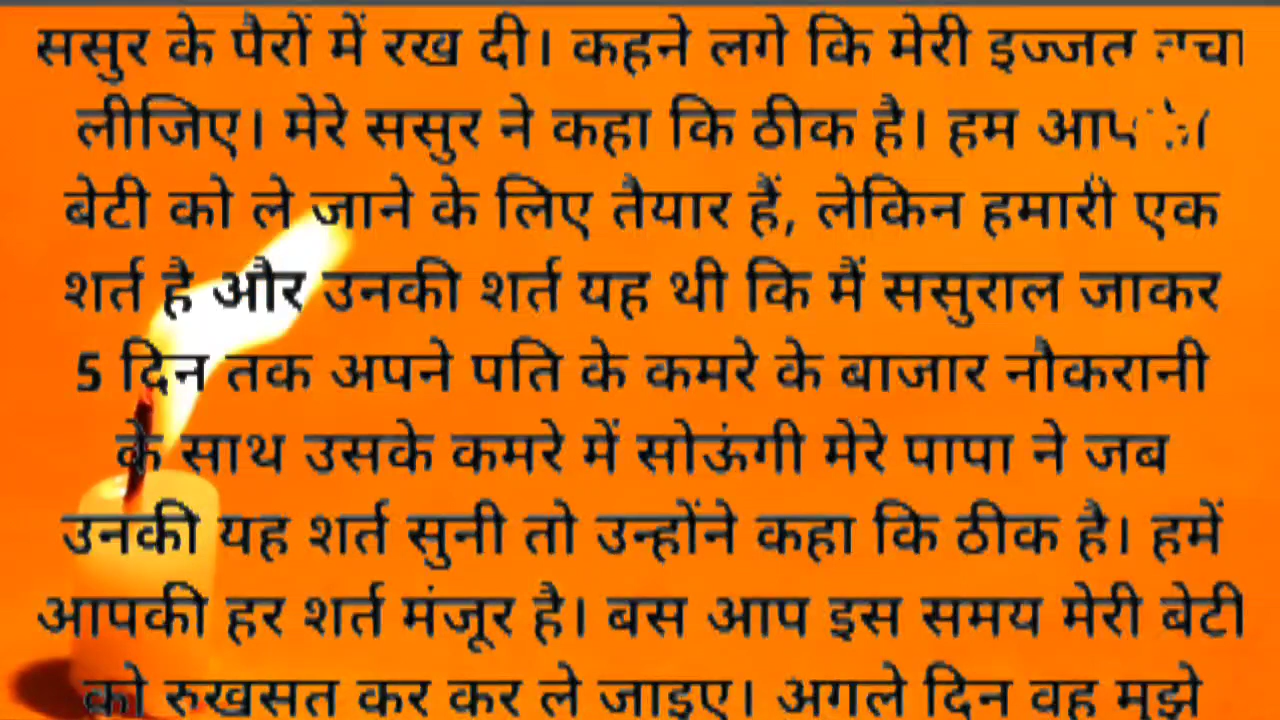 ससुर के पैरों में रख दी। कहने लगे कि मेरी इज्जत
लीजिए। मेरे ससुर ने कहा कि ठीक है। हम
बेटी को ले जाने के लिए तैयार हैं, लेकिन हमारी एक
शर्त है और उनकी शर्त यह थी कि मैं ससुराल जाकर
5 दिन तक अपने पति के कमरे के बाजार नौकरानी
के साथ उसके कमरे में सोऊंगी मेरे पापा ने जब
उनकी यह शर्त सुनी तो उन्होंने कहा कि ठीक है। हमें
आपकी हर शर्त मंजूर है। बस आप इस समय मेरी बेटी
को रुखसत कर कर ले जाइए। अगले दिन वह मुझे